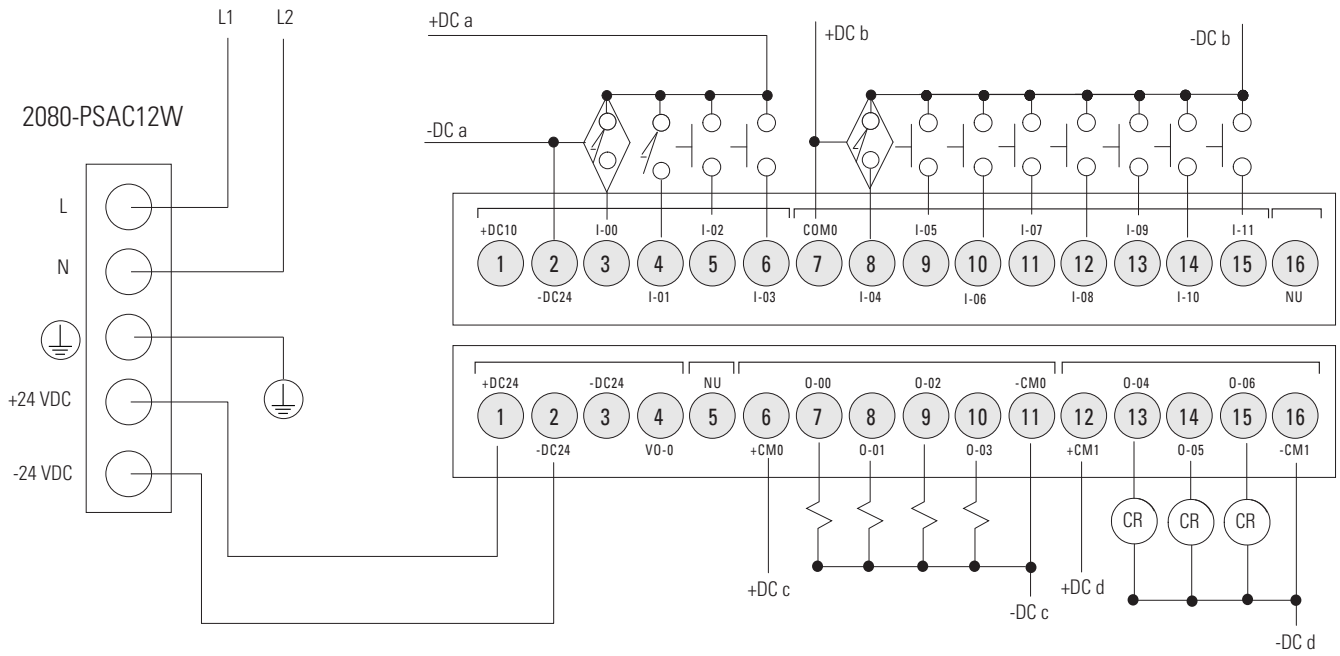 L1 L2
+DC a
+DC b
-DC b
2080-PSAC12W
-DC a
L
N
+24 VDC
-24 VDC
+DC10 I-00 I-02 COM0 I-05 I-07 I-09 I-11
1 2 3 4 5 6 7 8 9 10 11 12 13 14 15 16
-DC24 I-01 I-03 I-04 I-06 I-08 I-10 NU
+DC24 -DC24 NU O-00 O-02 -CM0 O-04 O-06
1 2 3 4 5 6 7 8 9 10 11 12 13 14 15 16
-DC24 VO-0 +CM0 O-01 O-03 +CM1 O-05 -CM1
CR CR CR
+DC c
-DC c
+DC d
-DC d